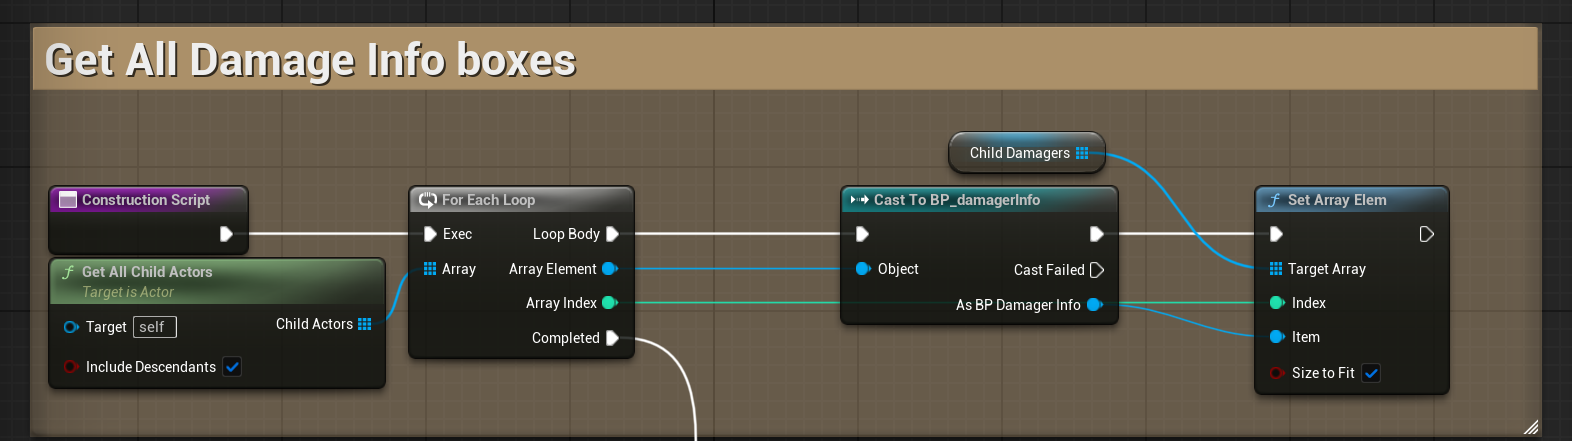 Get All Damage Info boxes
Child Damagers
Construction Script
For Each Loop
Cast To BP_damagerInfo
Set Array Elem
Exec
Loop Body
Get All Child Actors
Target is Actor
Array
Array Element
Object
Cast Failed
Target Array
Array Index
As BP Damager Info
Index
Target
self
Child Actors
Completed
Item
Include Descendants
Size to Fit